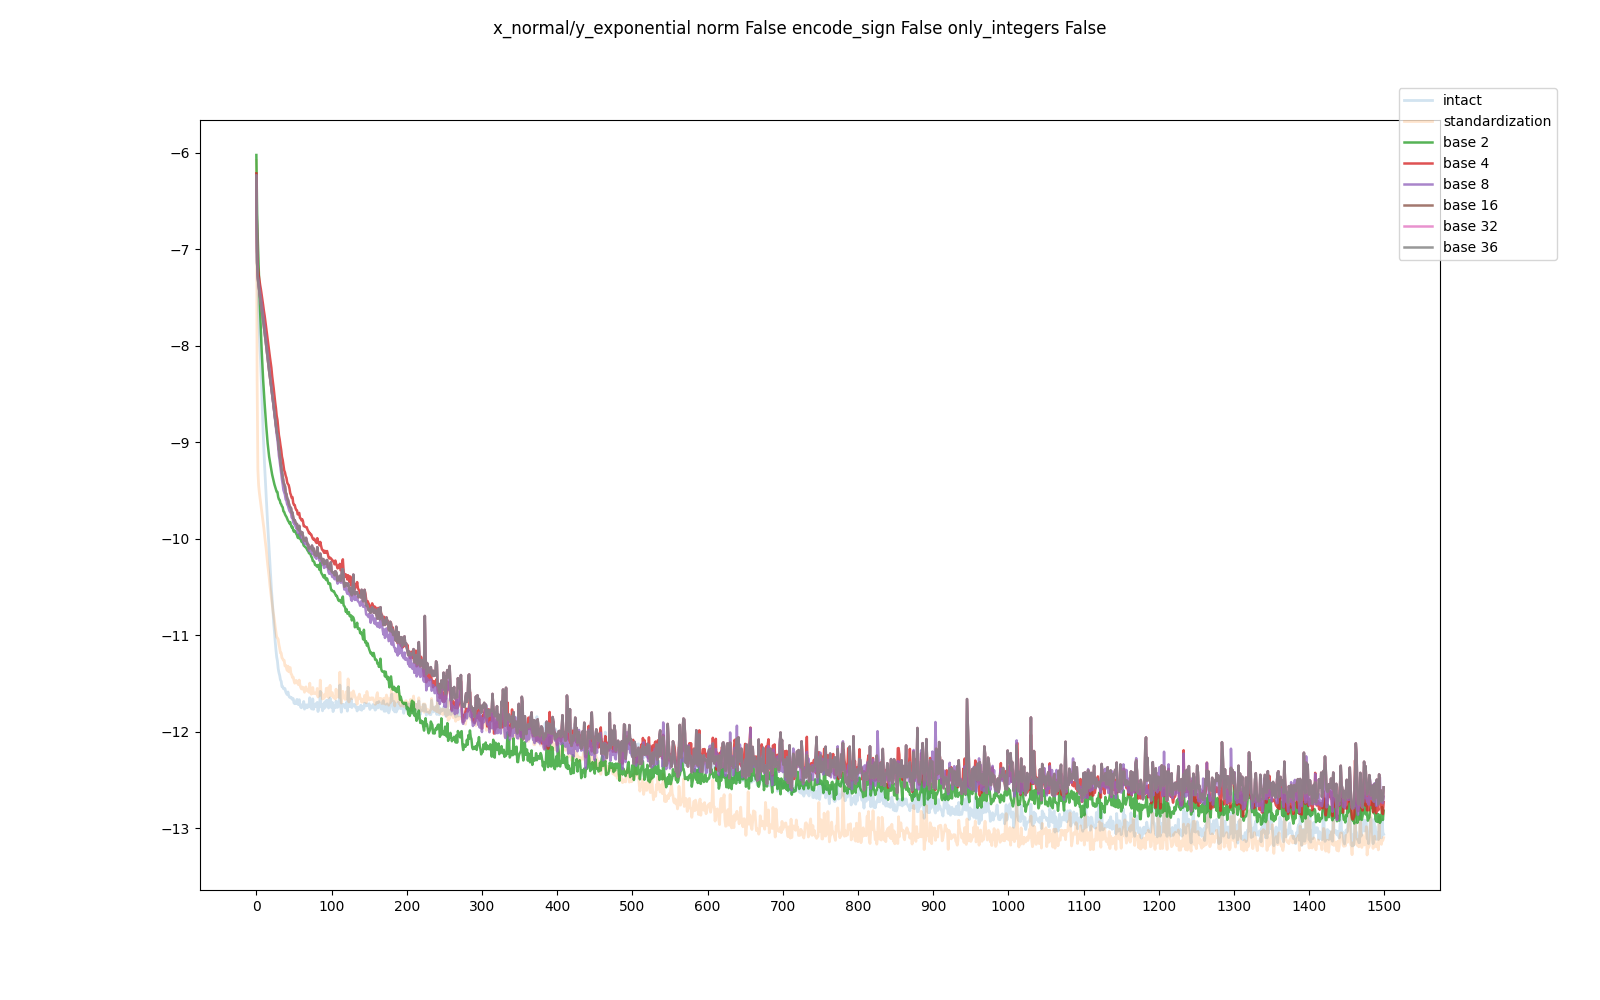 x_normal/y_exponential norm False encode_sign False only_integers False
intact
standardization
base 2
base 4
base 8
base 16
base 32
base 36
−6
−7
−8
−9
−10
−11
−12
−13
0 100 200 300 400 500 600 700 800 900 1000 1100 1200 1300 1400 1500